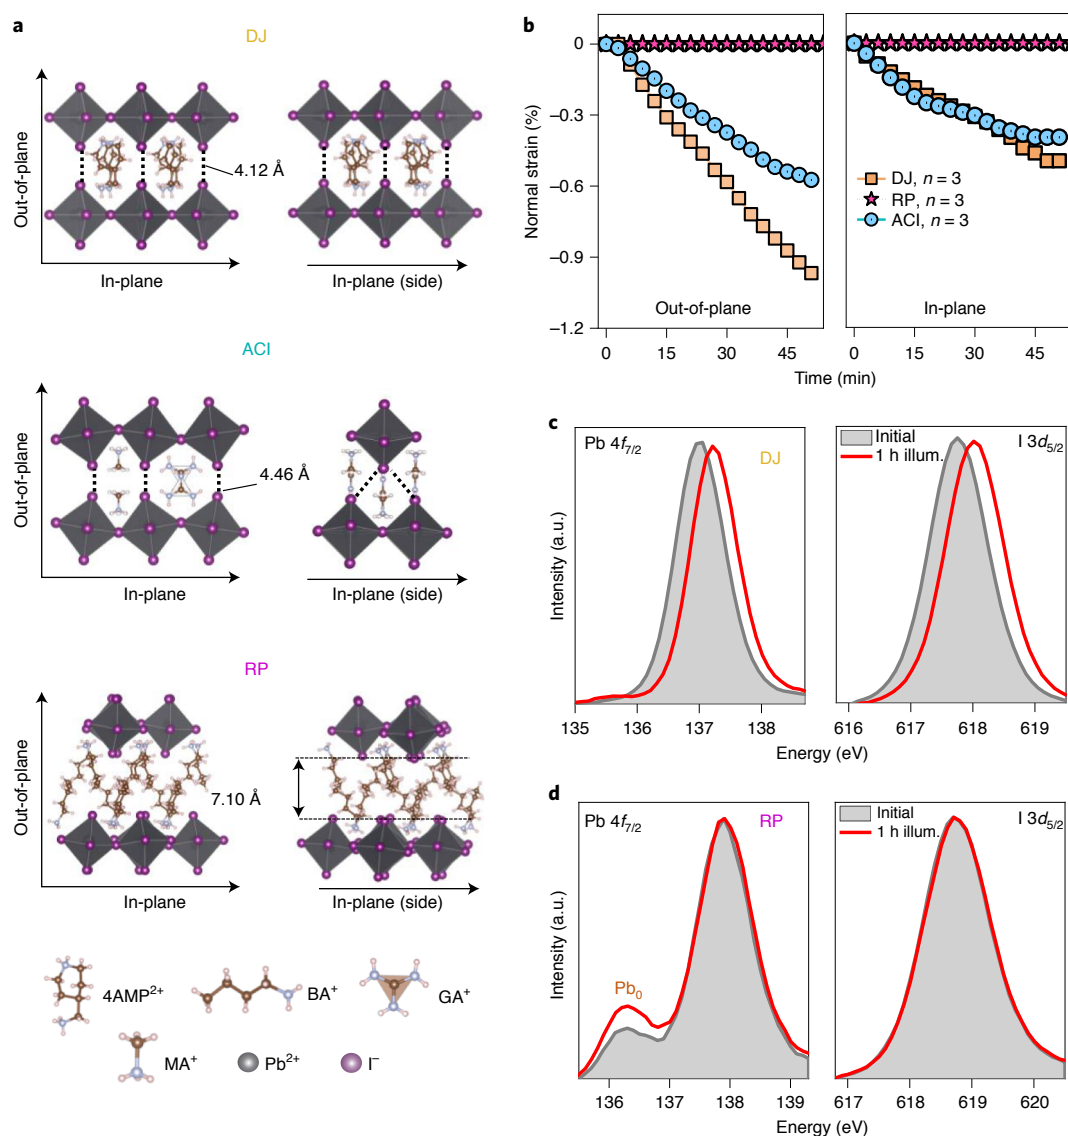 a
DJ
Out-of-plane
4.12 Å
In-plane
In-plane (side)
ACI
Out-of-plane
4.46 Å
In-plane
In-plane (side)
RP
Out-of-plane
7.10 Å
In-plane
In-plane (side)
4AMP²⁺
BA⁺
GA⁺
MA⁺
Pb²⁺
I⁻
b
Normal strain (%)
0
−0.3
−0.6
−0.9
−1.2
Out-of-plane
0 15 30 45
DJ, n = 3
RP, n = 3
ACI, n = 3
In-plane
0 15 30 45
Time (min)
c
Intensity (a.u.)
Pb 4f₇/₂
DJ
135 136 137 138
Initial
1 h illum.
I 3d₅/₂
616 617 618 619
Energy (eV)
d
Intensity (a.u.)
Pb 4f₇/₂
RP
Pb₀
136 137 138 139
Initial
1 h illum.
I 3d₅/₂
617 618 619 620
Energy (eV)